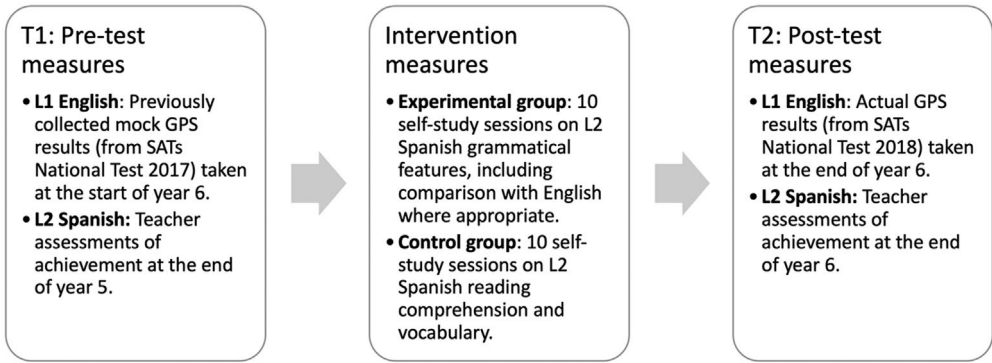 T1: Pre-test
measures
• L1 English: Previously
collected mock GPS
results (from SATs
National Test 2017) taken
at the start of year 6.
• L2 Spanish: Teacher
assessments of
achievement at the end
of year 5.
Intervention
measures
• Experimental group: 10
self-study sessions on L2
Spanish grammatical
features, including
comparison with English
where appropriate.
• Control group: 10 self-
study sessions on L2
Spanish reading
comprehension and
vocabulary.
T2: Post-test
measures
• L1 English: Actual GPS
results (from SATs
National Test 2018) taken
at the end of year 6.
• L2 Spanish: Teacher
assessments of
achievement at the end of
year 6.